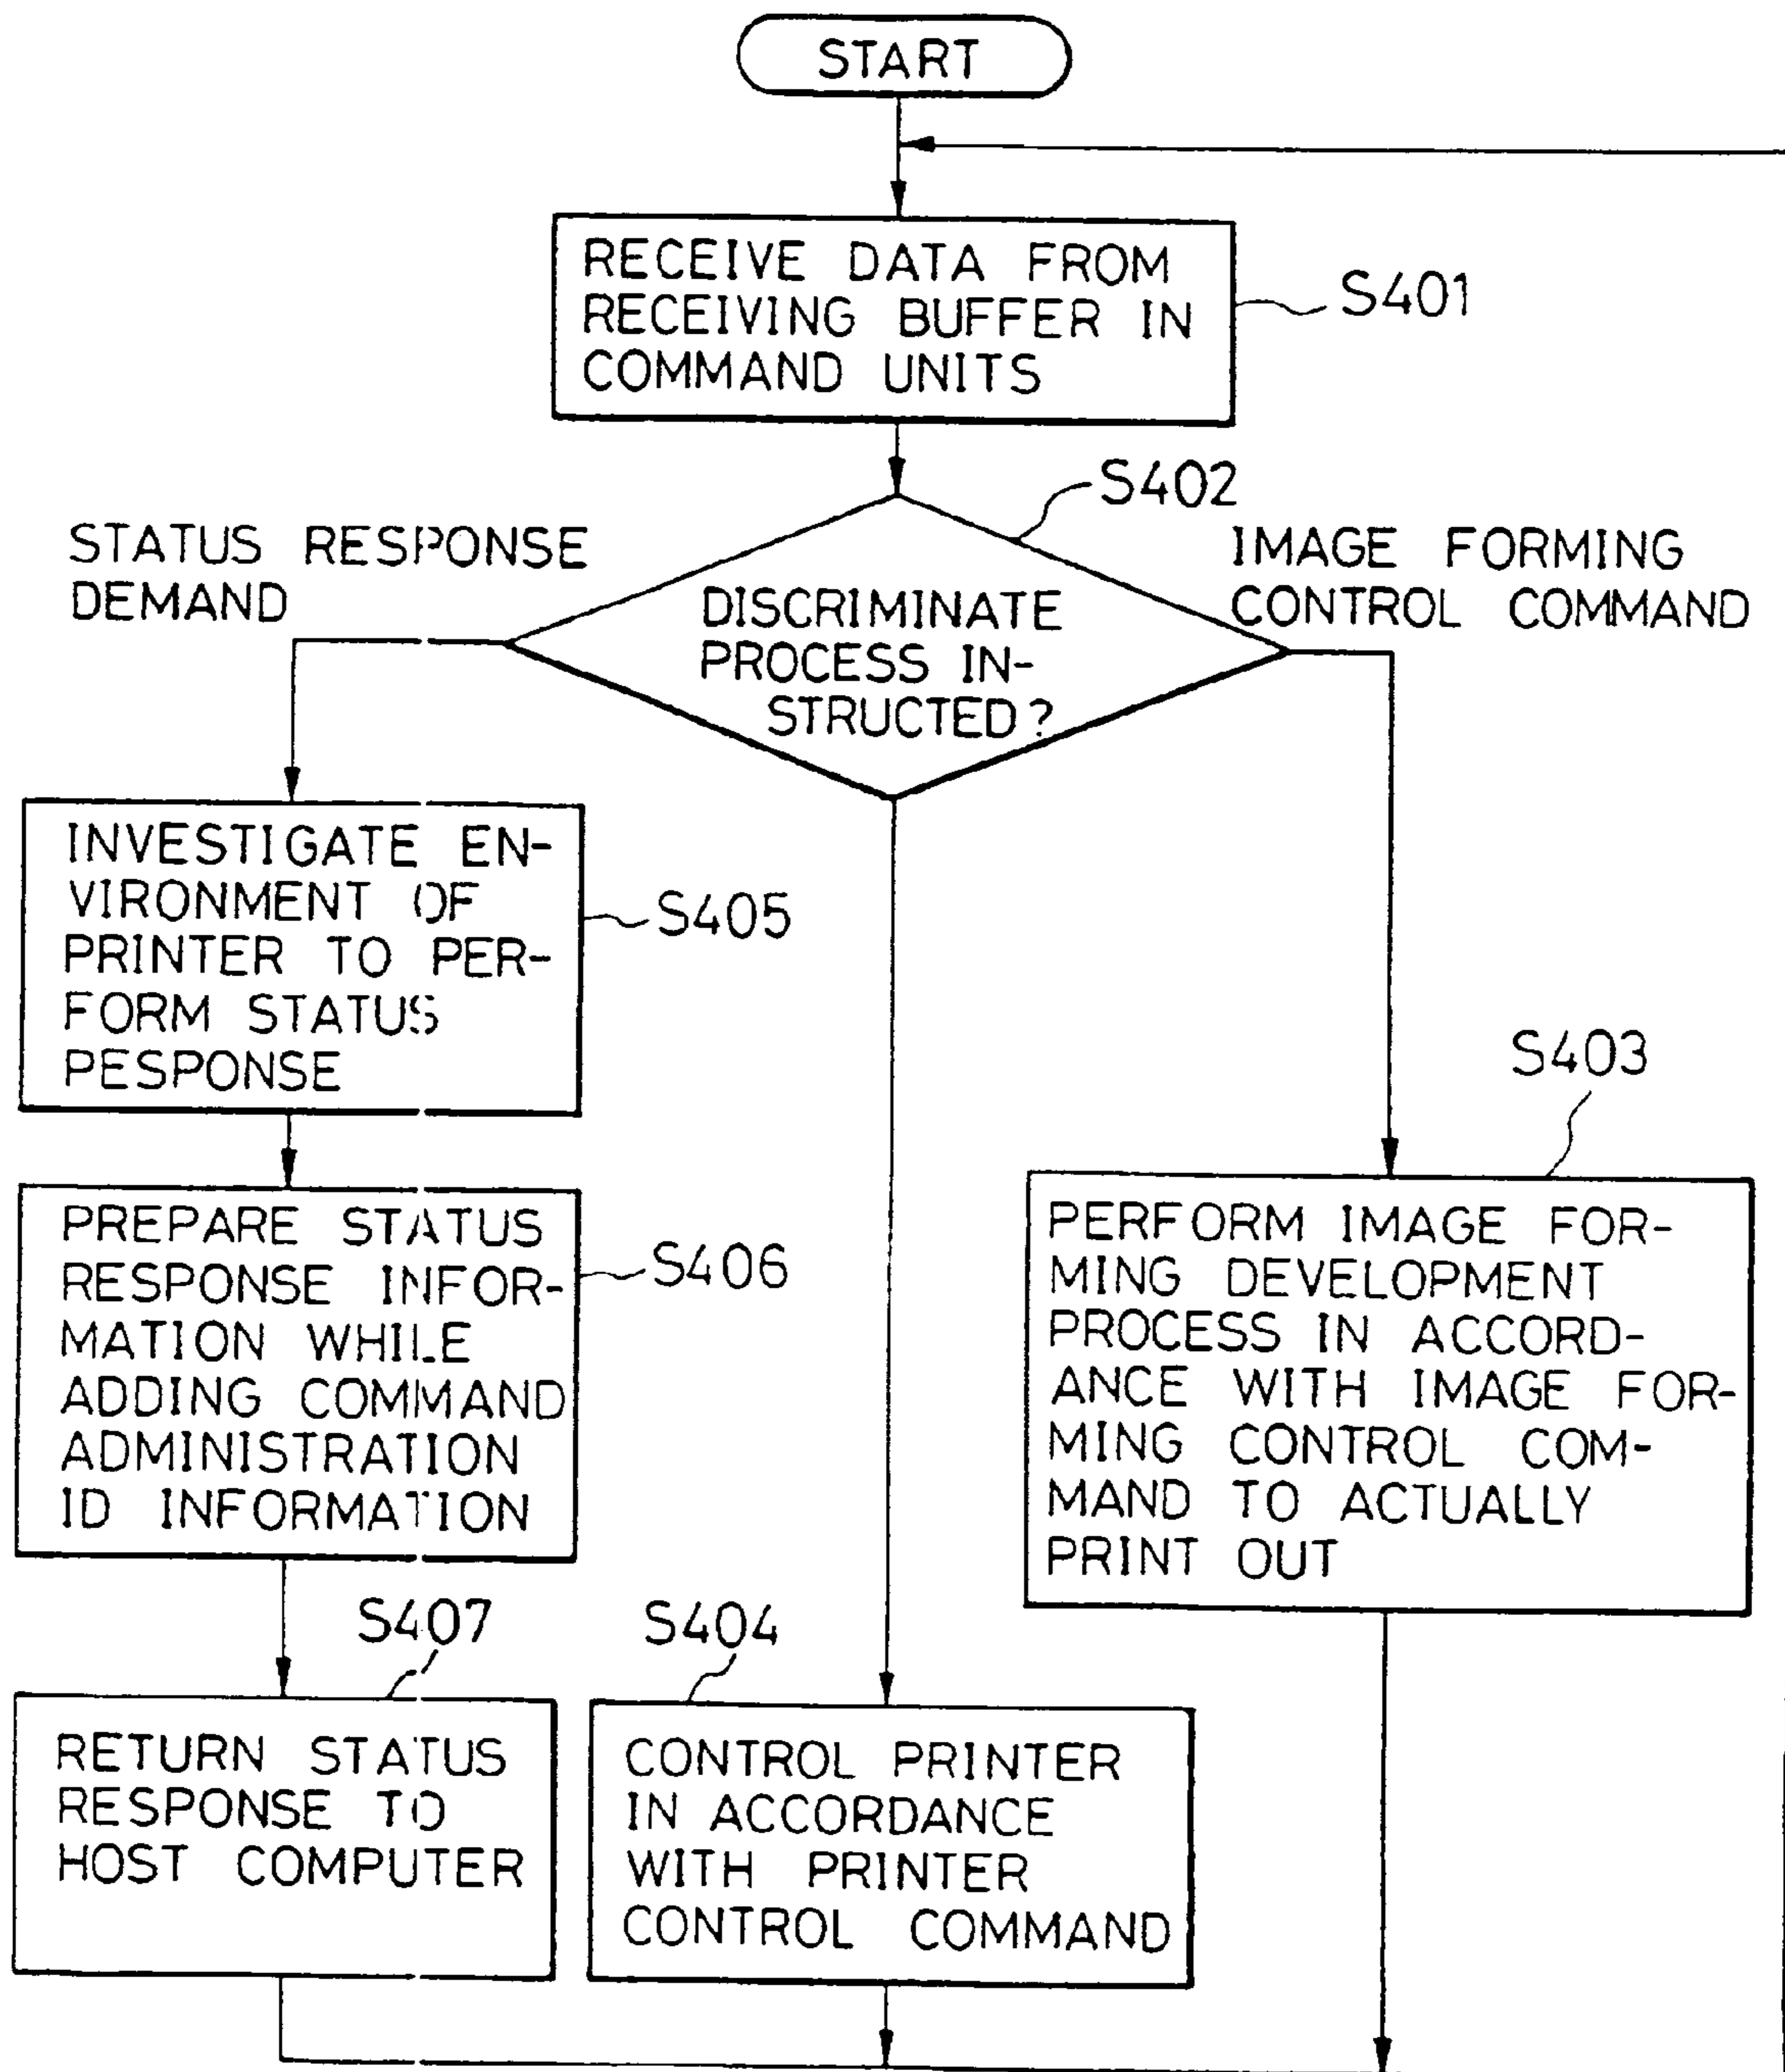 START
RECEIVE DATA FROM
RECEIVING BUFFER IN
COMMAND UNITS
S401
S402
STATUS RESPONSE
DEMAND
DISCRIMINATE
PROCESS IN-
STRUCTED?
IMAGE FORMING
CONTROL COMMAND
INVESTIGATE EN-
VIRONMENT OF
PRINTER TO PER-
FORM STATUS
PESPONSE
S405
PREPARE STATUS
RESPONSE INFOR-
MATION WHILE
ADDING COMMAND
ADMINISTRATION
ID INFORMATION
S406
S403
PERFORM IMAGE FOR-
MING DEVELOPMENT
PROCESS IN ACCORD-
ANCE WITH IMAGE FOR-
MING CONTROL COM-
MAND TO ACTUALLY
PRINT OUT
S407
RETURN STATUS
RESPONSE TO
HOST COMPUTER
S404
CONTROL PRINTER
IN ACCORDANCE
WITH PRINTER
CONTROL COMMAND